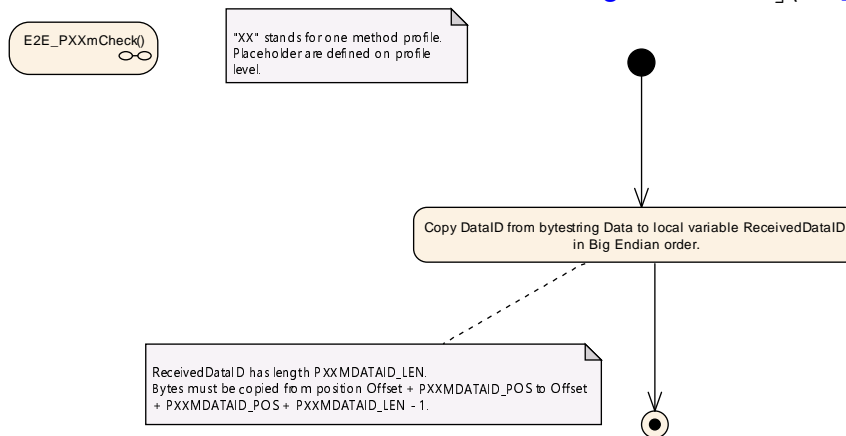 E2E_PXXmCheck()
"XX" stands for one method profile.
Placeholder are defined on profile
level.
Copy DataID from bytestring Data to local variable ReceivedDataID
in Big Endian order.
ReceivedDataID has length PXXMDATAID_LEN.
Bytes must be copied from position Offset + PXXMDATAID_POS to Offset
+ PXXMDATAID_POS + PXXMDATAID_LEN - 1.